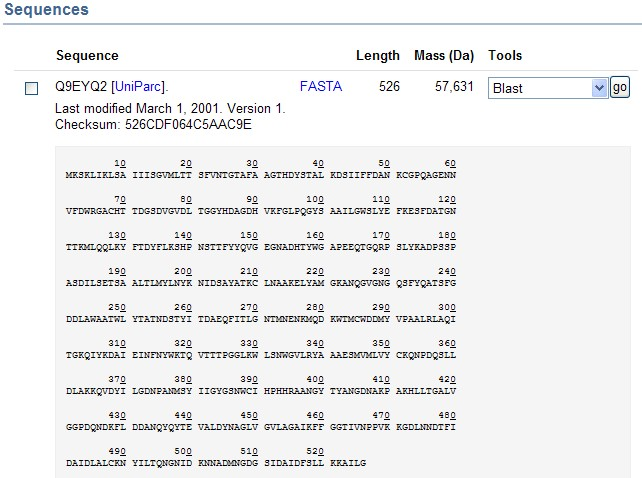 Sequences
Sequence Length Mass (Da) Tools
Q9EYQ2 [UniParc]. FASTA 526 57,631 Blast go
Last modified March 1, 2001. Version 1.
Checksum: 526CDF064C5AAC9E
10 20 30 40 50 60
MKSKLIKLSA IIISGVMLTT SFVNTGTAFA AGTHDYSTAL KDSIIFFDAN KCGPQAGENN
70 80 90 100 110 120
VFDWRGACHT TDGSDVGVDL TGGYHDAGDH VKFGLPQGYS AAILGWSLYE FKESFDATGN
130 140 150 160 170 180
TTKMLQQLKY FTDYFLKSHP NSTTFYYQVG EGNADHTYWG APEEQTGQRP SLYKADPSSP
190 200 210 220 230 240
ASDILSETSA ALTLMYLNYK NIDSAYATKC LNAAKELYAM GKANQGVGNG QSFYQATSFG
250 260 270 280 290 300
DDLAWAATWL YTATNDSTYI TDAEQFITLG NTMNENKMQD KWTMCWDDMY VPAALRLAQI
310 320 330 340 350 360
TGKQIYKDAI EINFNYWKTQ VTTTPGGLKW LSNWGVLRYA AAESMVMLVY CKQNPDQSLL
370 380 390 400 410 420
DLAKKQVDYI LGDNPANMSY IIGYGSNWCI HPHHRAANGY TYANGDNAKP AKHLLTGALV
430 440 450 460 470 480
GGPDQNDKFL DDANQYQYTE VALDYNAGLV GVLAGAIKFF GGTIVNPPVK KGDLNNDTFI
490 500 510 520
DAIDLALCKN YILTQNGNID KNNADMNGDG SIDAIDFSLL KKAILG